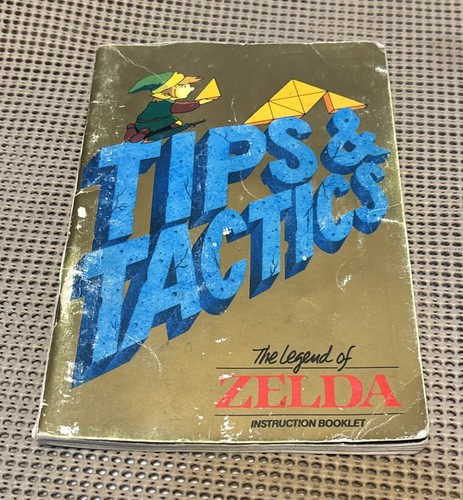 TIPS &
TACTICS
The Legend of
ZELDA
INSTRUCTION BOOKLET